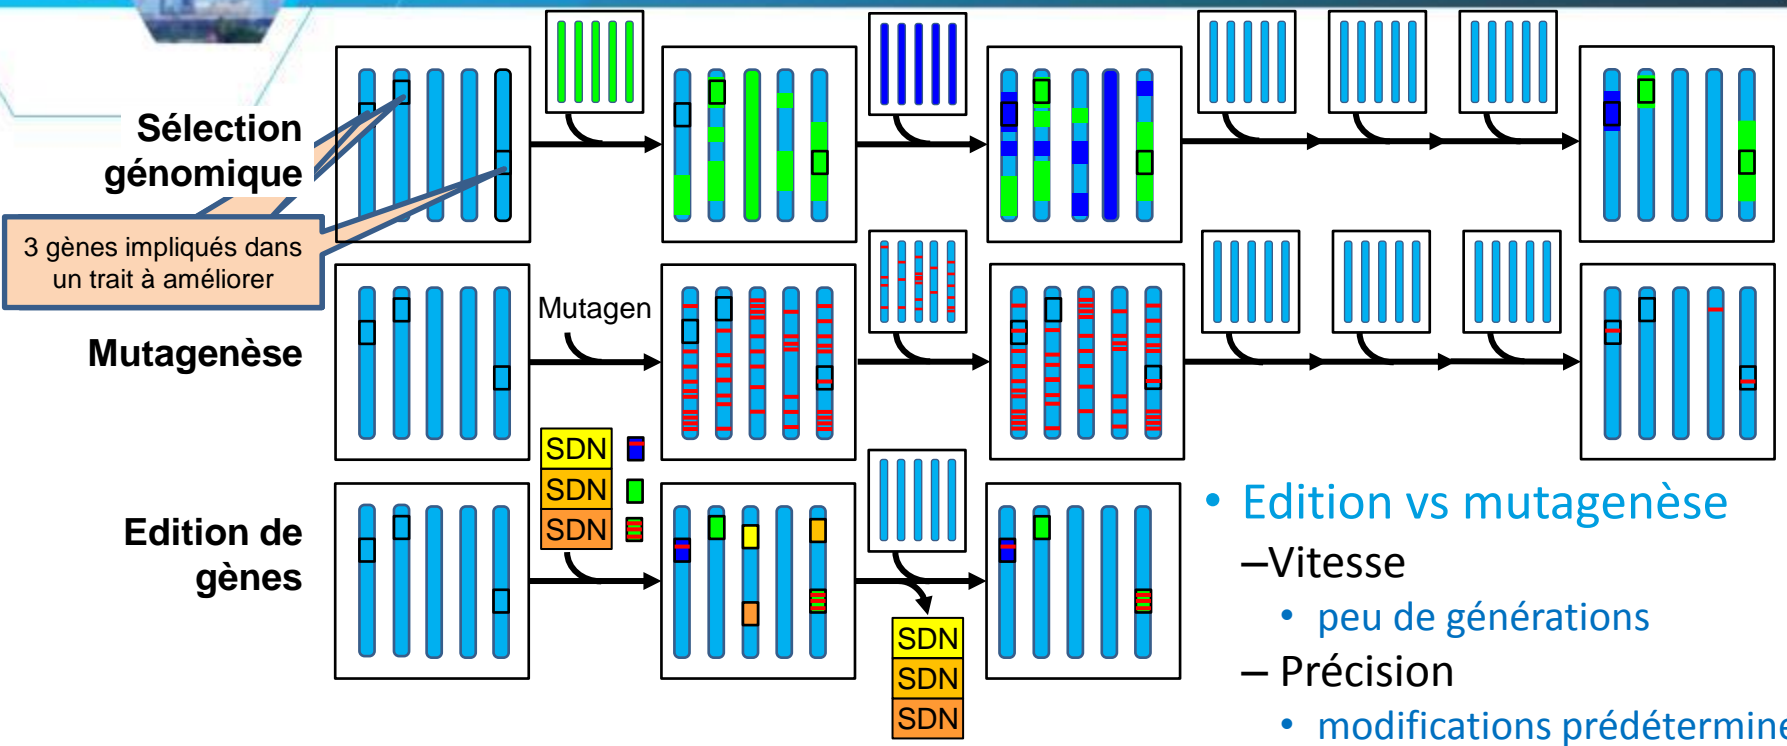 Sélection
génomique
3 gènes impliqués dans
un trait à améliorer
Mutagenèse
Mutagen
Edition de
gènes
SDN
SDN
SDN
SDN
SDN
SDN
• Edition vs mutagenèse
–Vitesse
• peu de générations
– Précision
• modifications prédétermine